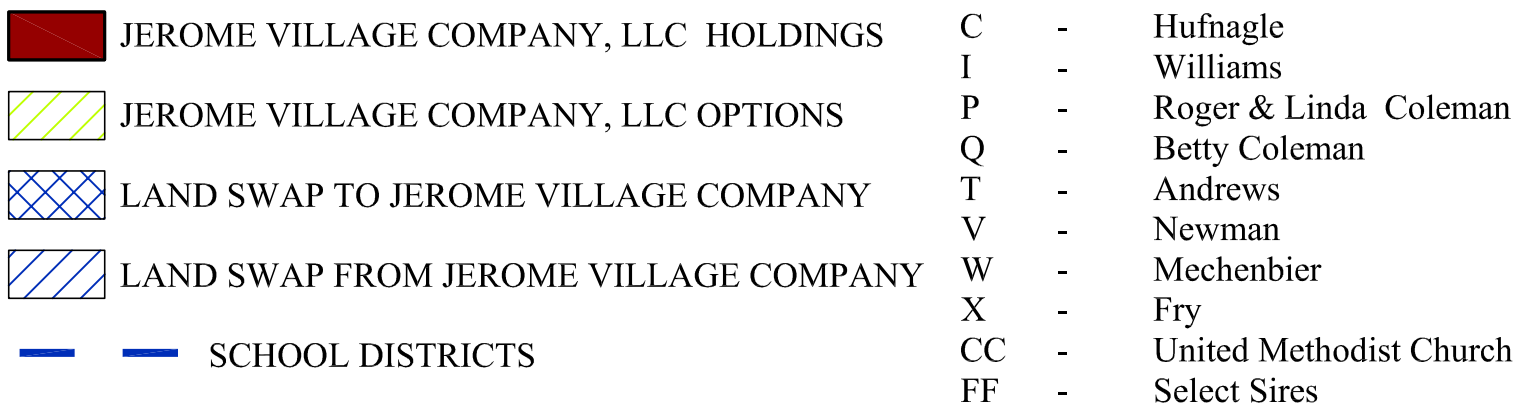 JEROME VILLAGE COMPANY, LLC HOLDINGS
JEROME VILLAGE COMPANY, LLC OPTIONS
LAND SWAP TO JEROME VILLAGE COMPANY
LAND SWAP FROM JEROME VILLAGE COMPANY
SCHOOL DISTRICTS
C - Hufnagle
I - Williams
P - Roger & Linda Coleman
Q - Betty Coleman
T - Andrews
V - Newman
W - Mechenbier
X - Fry
CC - United Methodist Church
FF - Select Sires